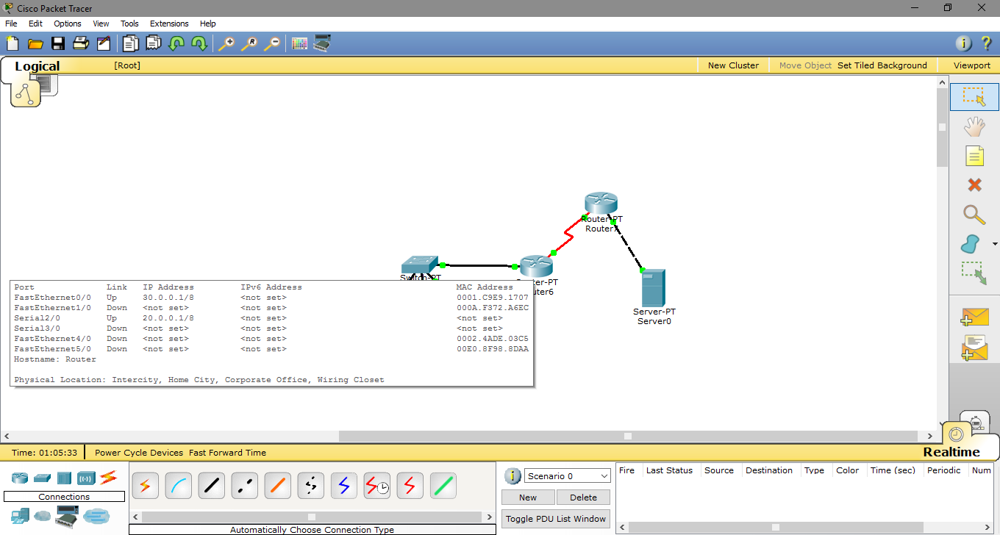 Cisco Packet Tracer
File Edit Options View Tools Extensions Help
Logical [Root] New Cluster Move Object Set Tiled Background Viewport
Router-PT
Router7
Switch-PT
Server-PT
Server0
Port Link IP Address IPv6 Address MAC Address
FastEthernet0/0 Up 30.0.0.1/8 <not set> 0001.C9E9.1707
FastEthernet1/0 Down <not set> <not set> 000A.F372.A6EC
Serial2/0 Up 20.0.0.1/8 <not set> <not set>
Serial3/0 Down <not set> <not set> <not set>
FastEthernet4/0 Down <not set> <not set> 0002.4ADE.03C5
FastEthernet5/0 Down <not set> <not set> 00E0.8F98.8DAA
Hostname: Router
Physical Location: Intercity, Home City, Corporate Office, Wiring Closet
Time: 01:05:33 Power Cycle Devices Fast Forward Time
Realtime
Connections
Automatically Choose Connection Type
Scenario 0
New Delete
Toggle PDU List Window
Fire Last Status Source Destination Type Color Time (sec) Periodic Num